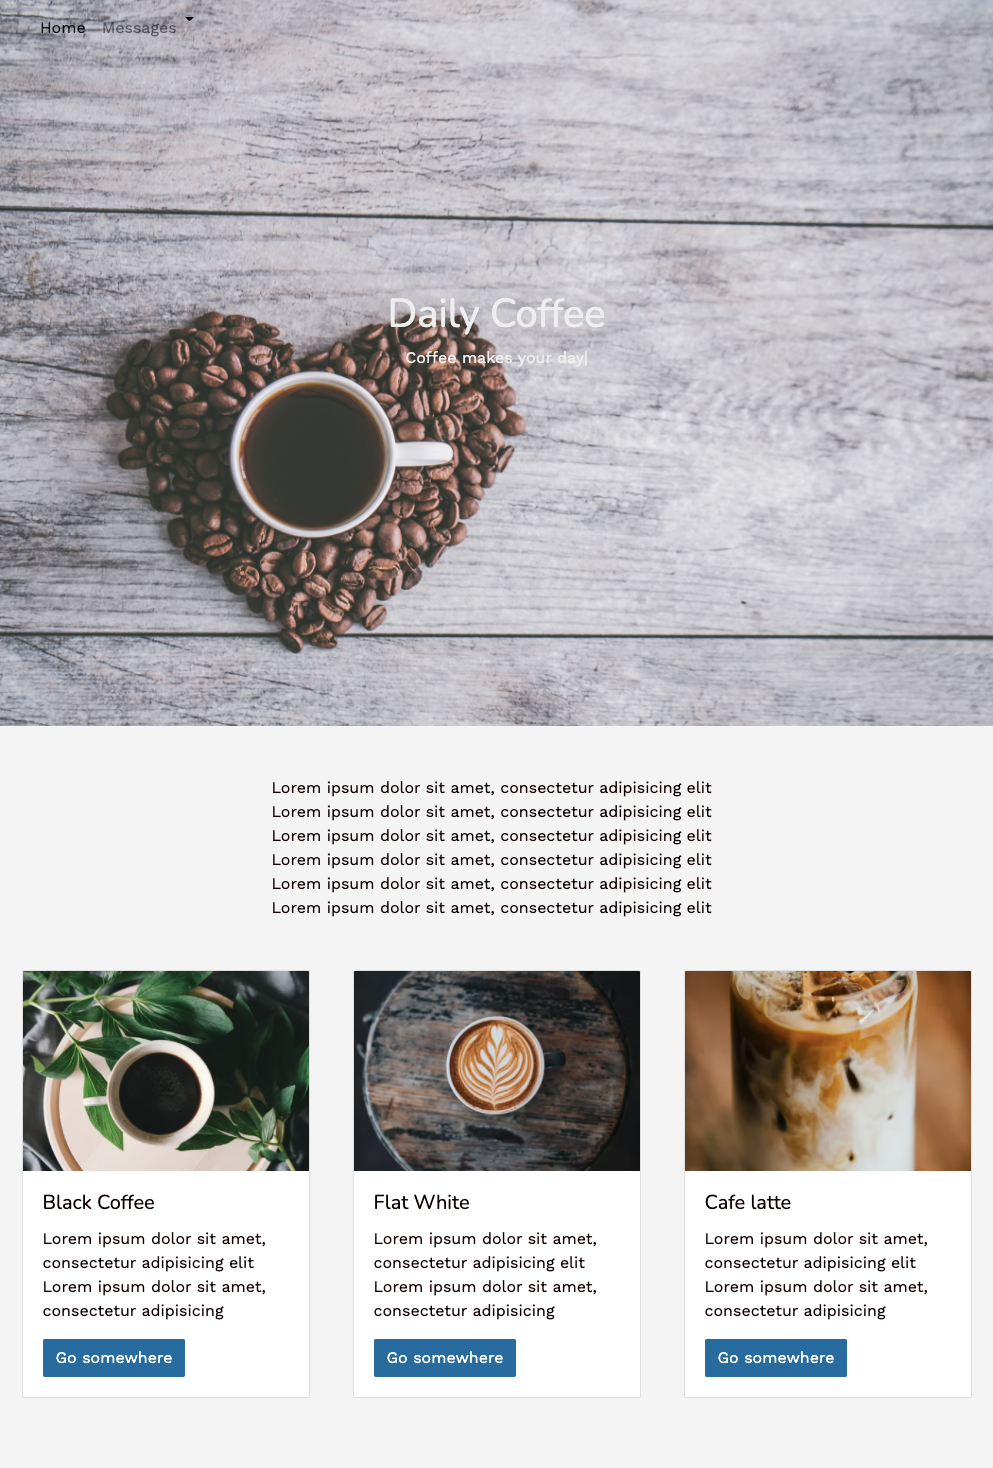 Home Messages
Daily Coffee
Coffee makes your day|
Lorem ipsum dolor sit amet, consectetur adipisicing elit
Lorem ipsum dolor sit amet, consectetur adipisicing elit
Lorem ipsum dolor sit amet, consectetur adipisicing elit
Lorem ipsum dolor sit amet, consectetur adipisicing elit
Lorem ipsum dolor sit amet, consectetur adipisicing elit
Lorem ipsum dolor sit amet, consectetur adipisicing elit
Black Coffee
Lorem ipsum dolor sit amet,
consectetur adipisicing elit
Lorem ipsum dolor sit amet,
consectetur adipisicing
Go somewhere
Flat White
Lorem ipsum dolor sit amet,
consectetur adipisicing elit
Lorem ipsum dolor sit amet,
consectetur adipisicing
Go somewhere
Cafe latte
Lorem ipsum dolor sit amet,
consectetur adipisicing elit
Lorem ipsum dolor sit amet,
consectetur adipisicing
Go somewhere